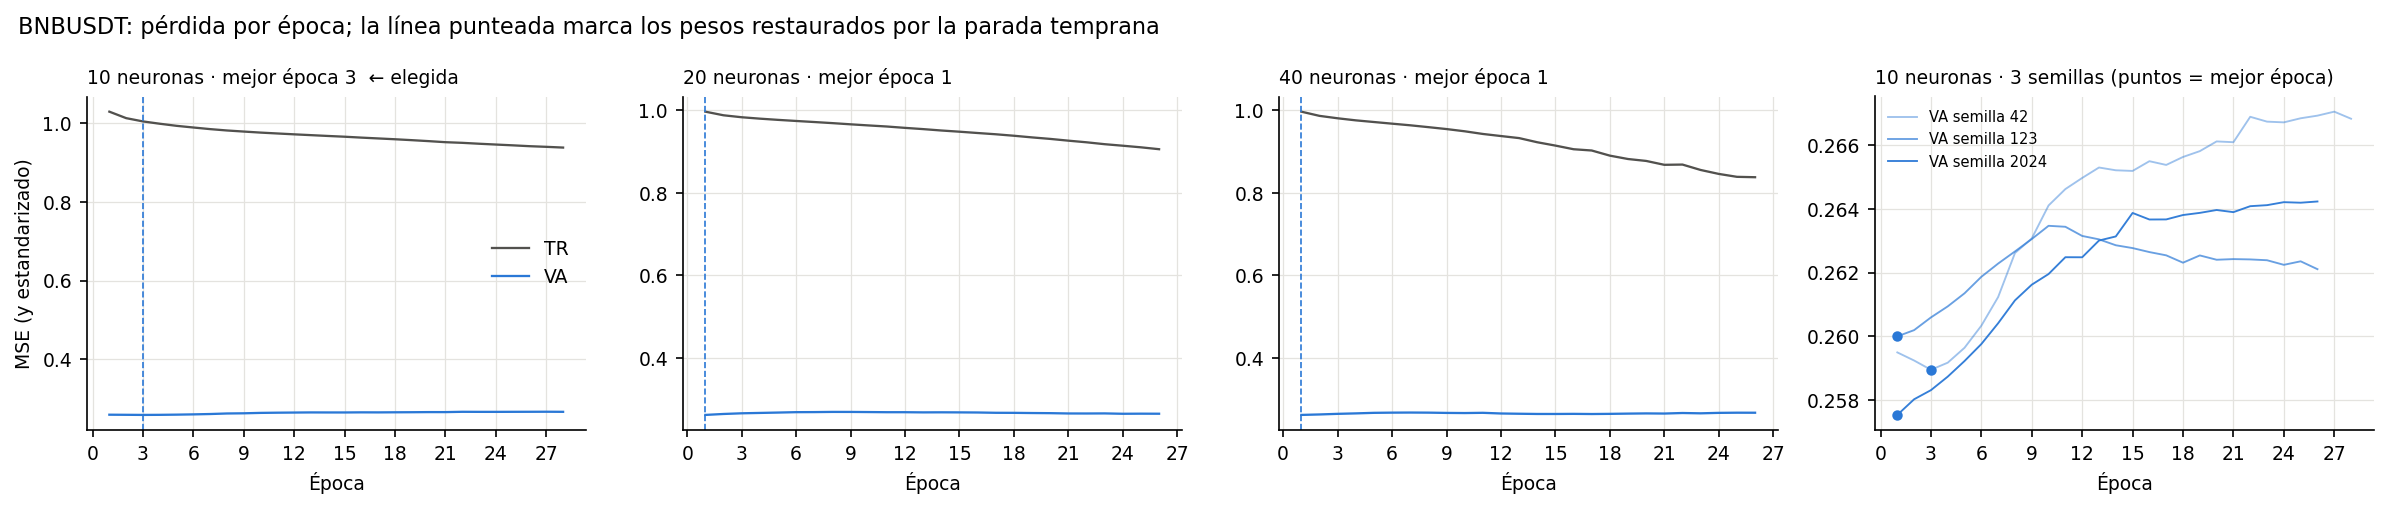 BNBUSDT: pérdida por época; la línea punteada marca los pesos restaurados por la parada temprana
10 neuronas · mejor época 3 ← elegida
MSE (y estandarizado)
1.0
0.8
0.6
0.4
TR
VA
0 3 6 9 12 15 18 21 24 27
Época
20 neuronas · mejor época 1
1.0
0.8
0.6
0.4
0 3 6 9 12 15 18 21 24 27
Época
40 neuronas · mejor época 1
1.0
0.8
0.6
0.4
0 3 6 9 12 15 18 21 24 27
Época
10 neuronas · 3 semillas (puntos = mejor época)
VA semilla 42
VA semilla 123
VA semilla 2024
0.266
0.264
0.262
0.260
0.258
0 3 6 9 12 15 18 21 24 27
Época